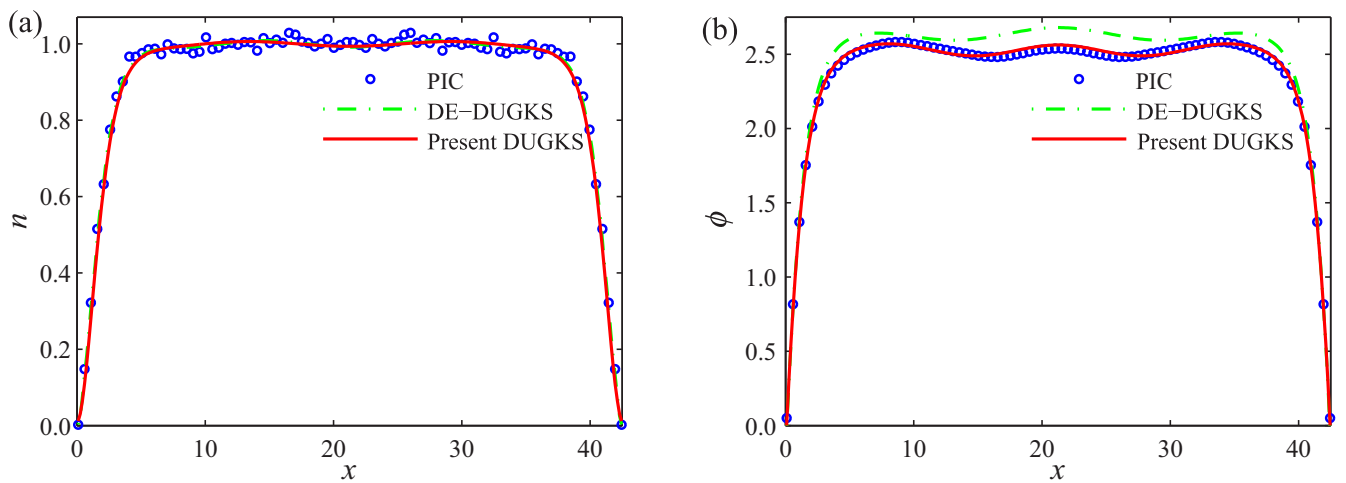 (a)
1.0
0.8
0.6
0.4
0.2
0.0
n
0 10 20 30 40
x
PIC
DE−DUGKS
Present DUGKS
(b)
2.5
2.0
1.5
1.0
0.5
0.0
ϕ
0 10 20 30 40
x
PIC
DE−DUGKS
Present DUGKS